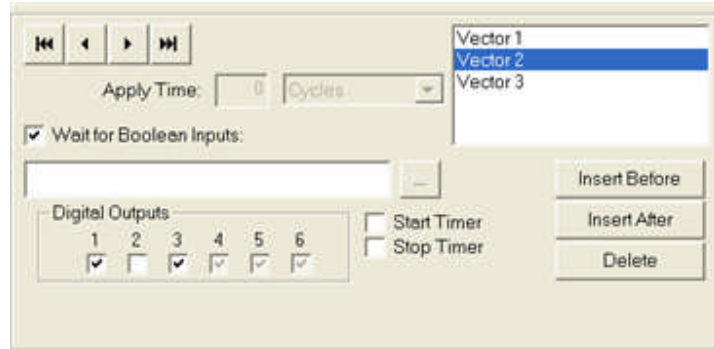 Vector 1
Vector 2
Vector 3
Apply Time: 0 Cycles
Wait for Boolean Inputs:
...
Insert Before
Digital Outputs
1 2 3 4 5 6
Start Timer
Stop Timer
Insert After
Delete